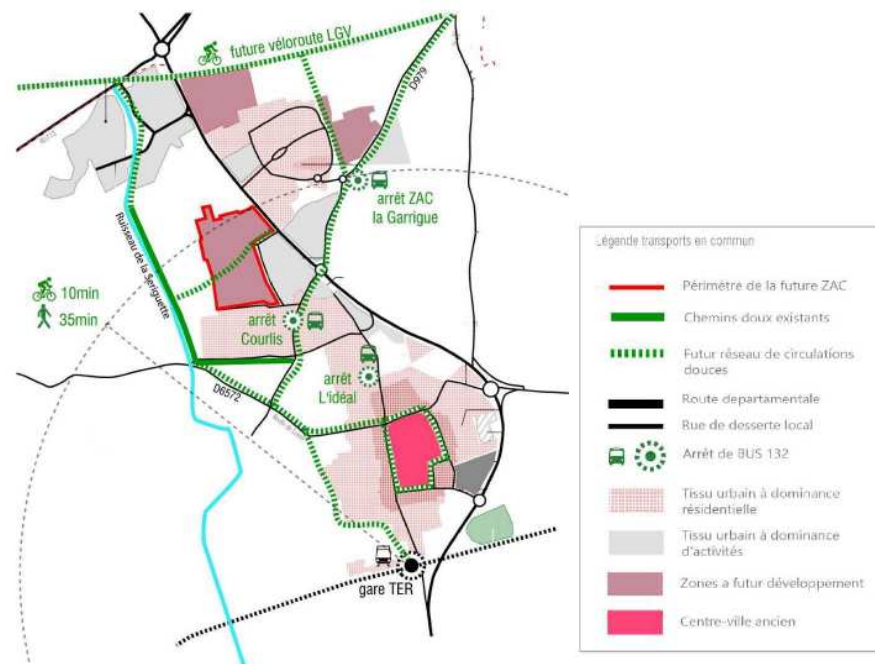 future véloroute LGV
D979
arrêt ZAC
la Garrigue
Ruisseau de la Seriguette
10min
35min
arrêt
Courlis
arrêt
L'idéal
D6572
gare TER
Légende transports en commun
Périmètre de la future ZAC
Chemins doux existants
Futur réseau de circulations
douces
Route departamentale
Rue de desserte local
Arrêt de BUS 132
Tissu urbain à dominance
résidentielle
Tissu urbain à dominance
d'activités
Zones a futur développement
Centre-ville ancien